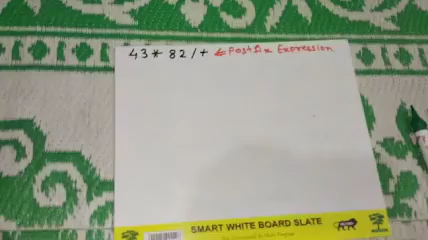 43* 82/+ ⇐ Postfix Expression
SMART WHITE BOARD SLATE